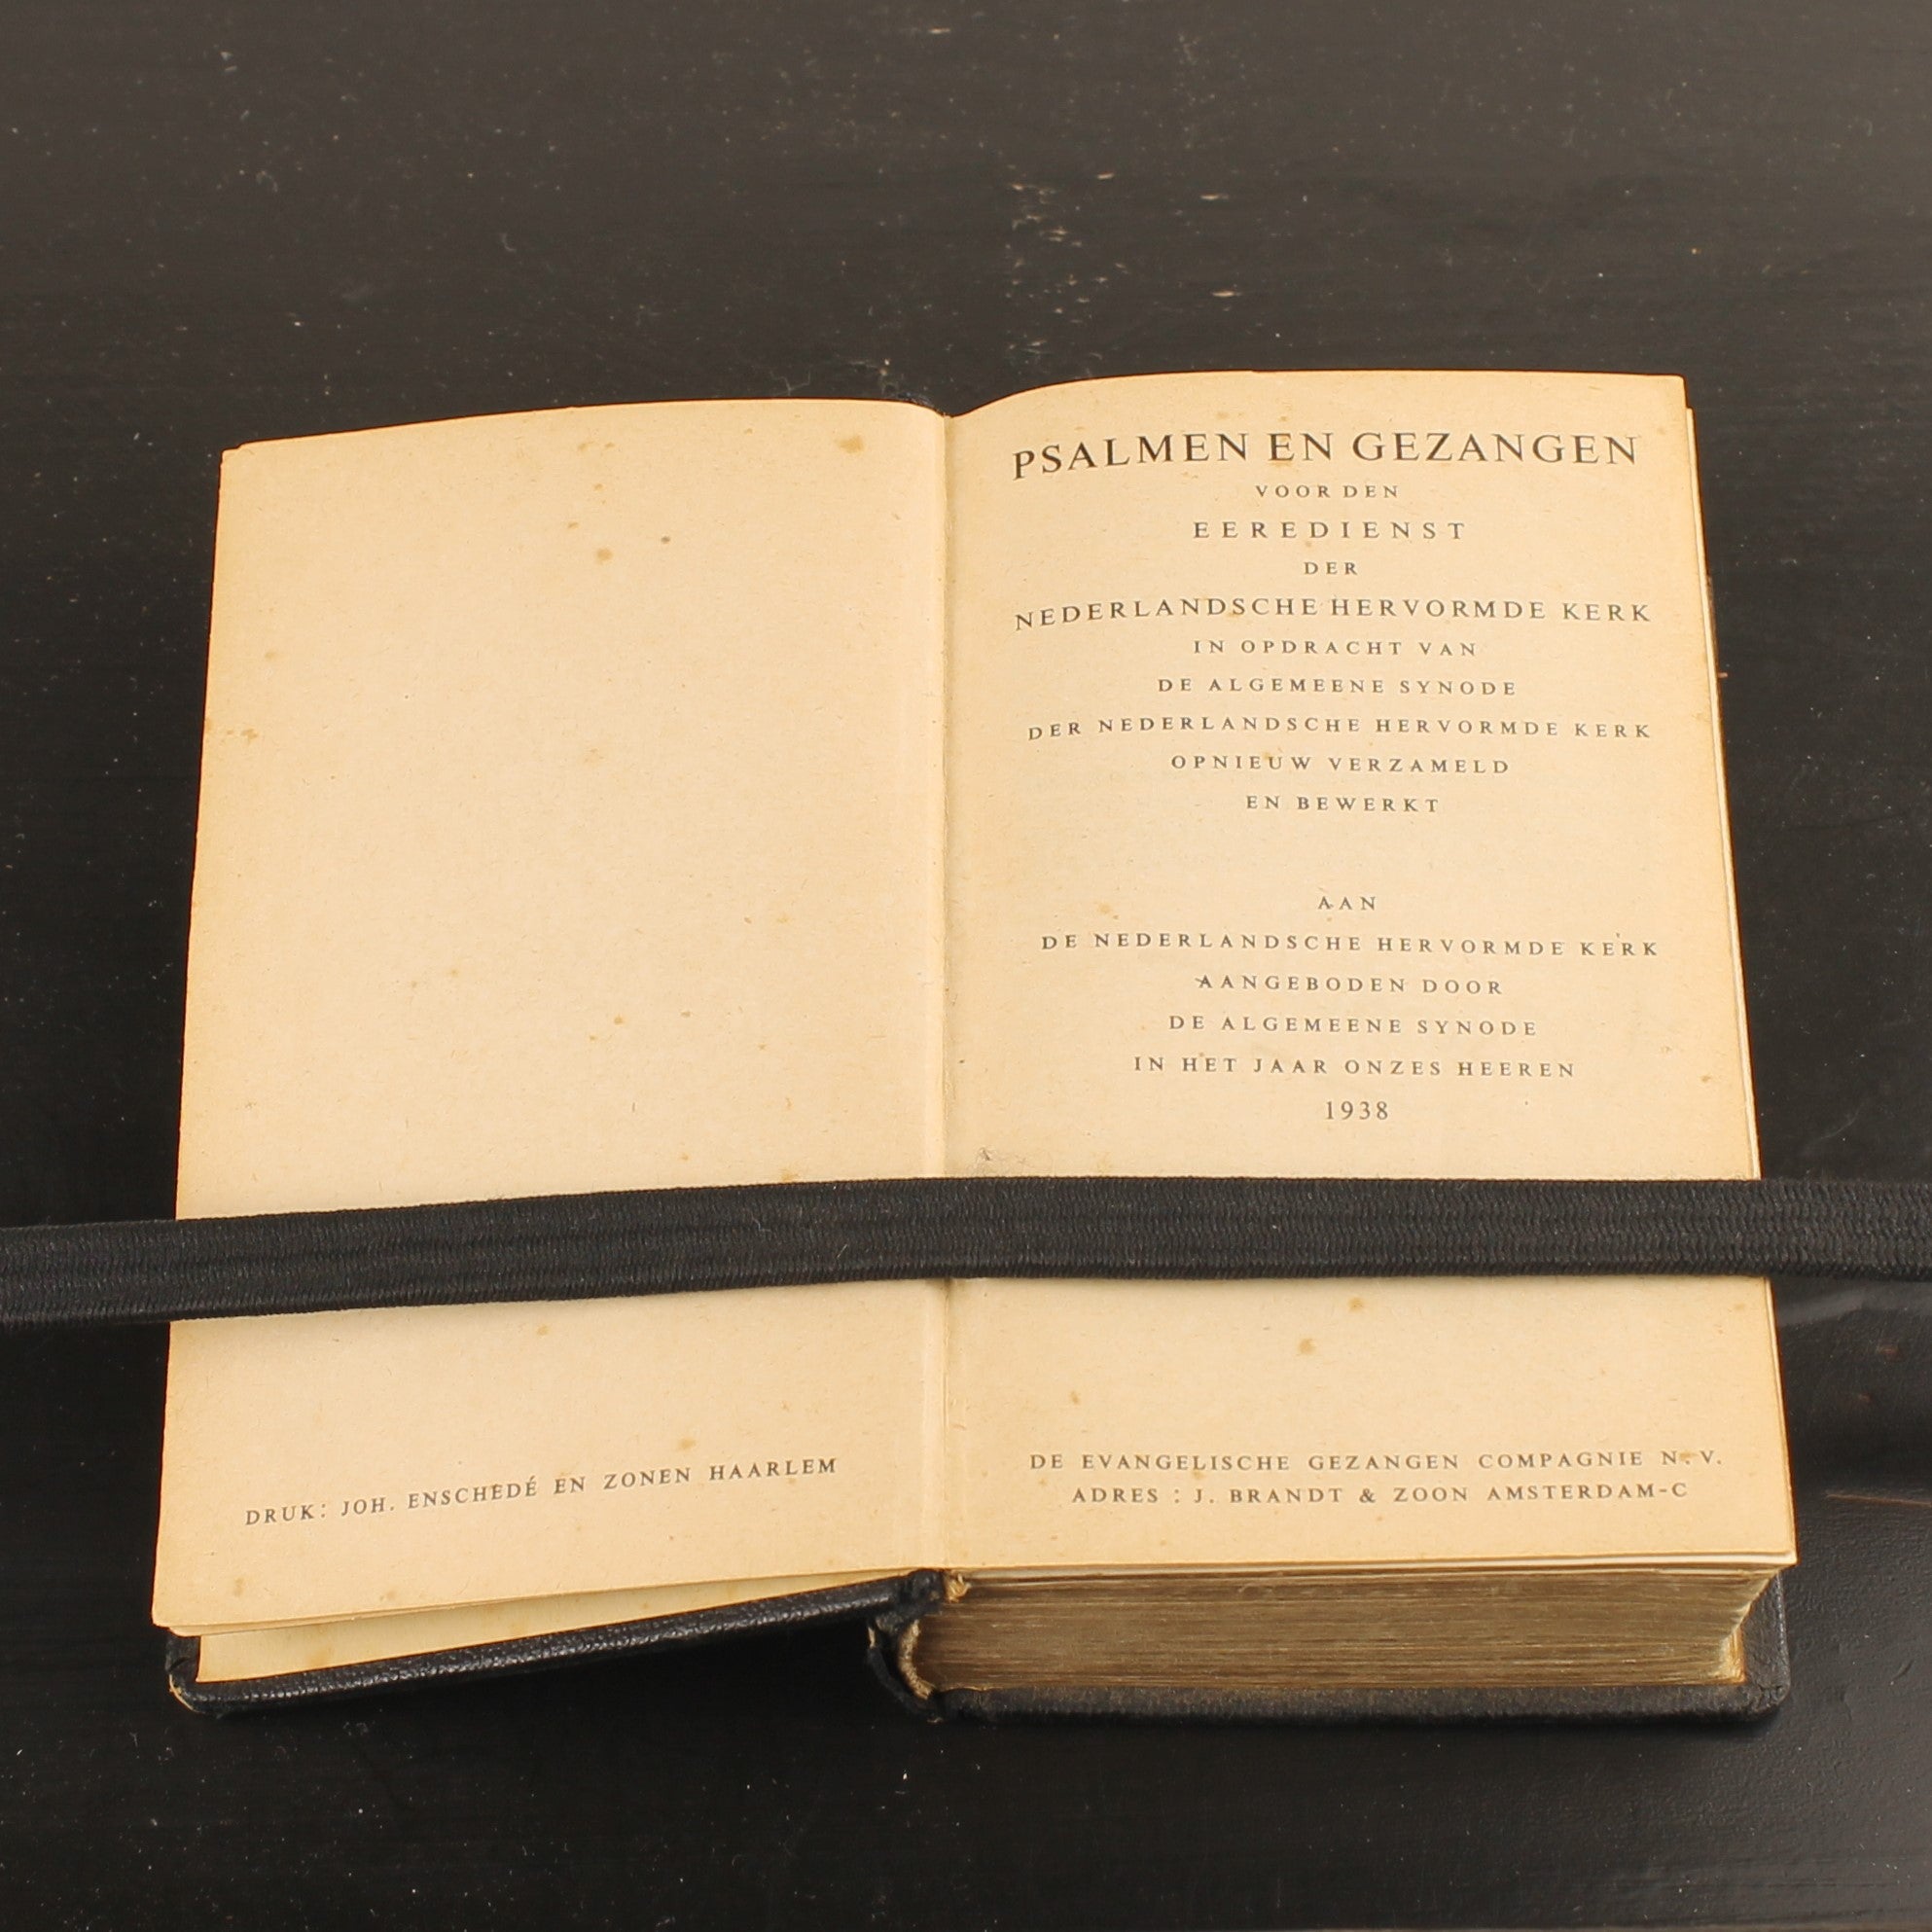 DRUK: JOH. ENSCHEDÉ EN ZONEN HAARLEM
PSALMEN EN GEZANGEN
VOOR DEN
EEREDIENST
DER
NEDERLANDSCHE HERVORMDE KERK
IN OPDRACHT VAN
DE ALGEMEENE SYNODE
DER NEDERLANDSCHE HERVORMDE KERK
OPNIEUW VERZAMELD
EN BEWERKT
AAN
DE NEDERLANDSCHE HERVORMDE KERK
AANGEBODEN DOOR
DE ALGEMEENE SYNODE
IN HET JAAR ONZES HEEREN
1938
DE EVANGELISCHE GEZANGEN COMPAGNIE N.V.
ADRES : J. BRANDT & ZOON AMSTERDAM-C